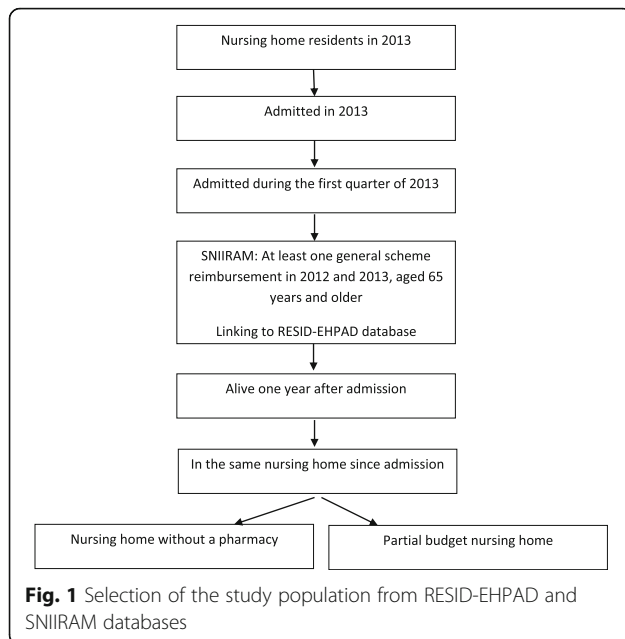 Nursing home residents in 2013
Admitted in 2013
Admitted during the first quarter of 2013
SNIIRAM: At least one general scheme
reimbursement in 2012 and 2013, aged 65
years and older
Linking to RESID-EHPAD database
Alive one year after admission
In the same nursing home since admission
Nursing home without a pharmacy
Partial budget nursing home
Fig. 1 Selection of the study population from RESID-EHPAD and
SNIIRAM databases